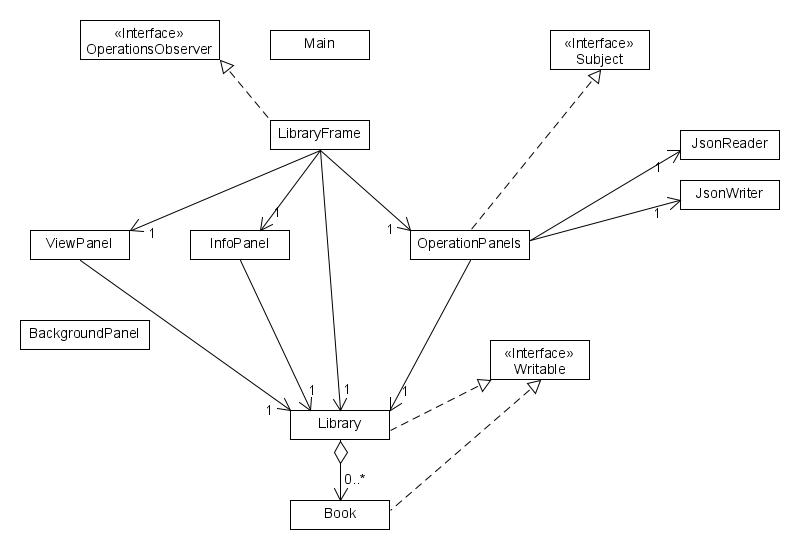 «Interface»
OperationsObserver
Main
«Interface»
Subject
LibraryFrame
JsonReader
1
JsonWriter
1
1
1
1
ViewPanel
InfoPanel
OperationPanels
BackgroundPanel
«Interface»
Writable
1
1
1
1
Library
0..*
Book